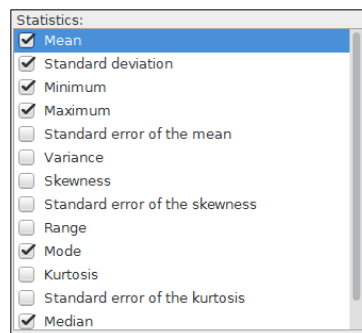 Statistics:
Mean
Standard deviation
Minimum
Maximum
Standard error of the mean
Variance
Skewness
Standard error of the skewness
Range
Mode
Kurtosis
Standard error of the kurtosis
Median